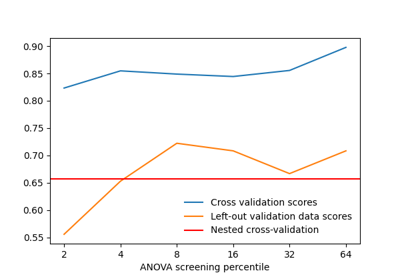 0.90
0.85
0.80
0.75
0.70
0.65
0.60
0.55
Cross validation scores
Left-out validation data scores
Nested cross-validation
2 4 8 16 32 64
ANOVA screening percentile